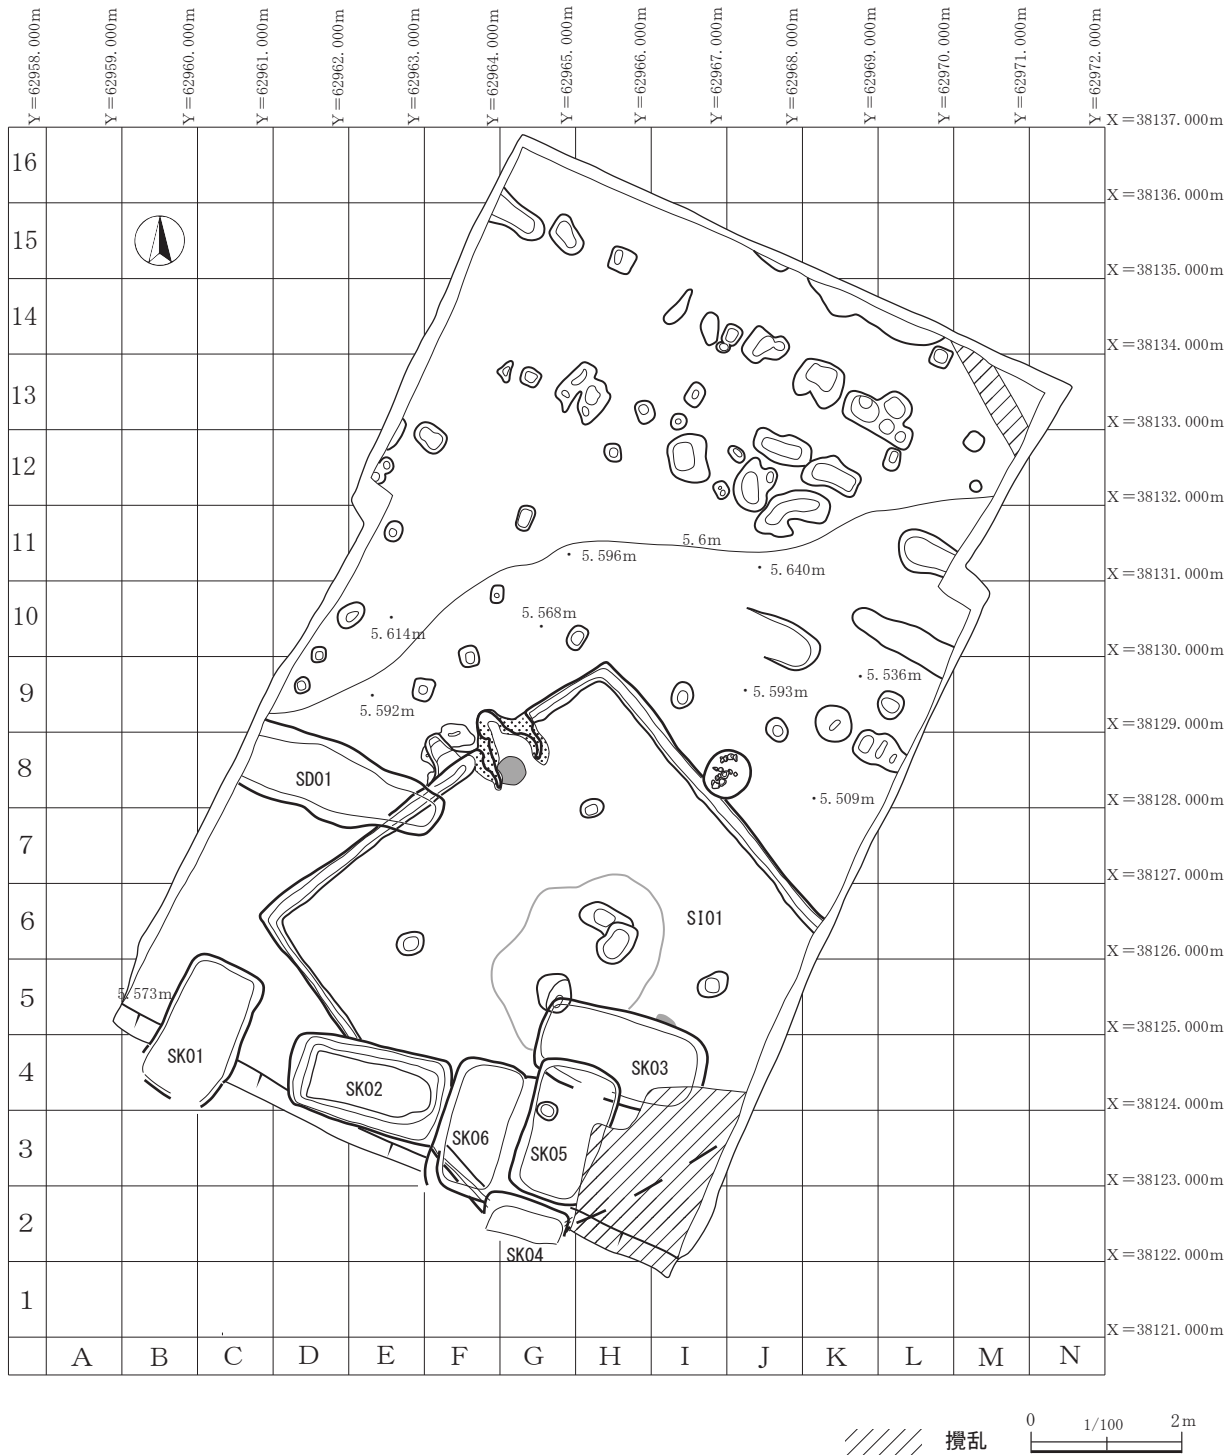 Y=62958.000m
Y=62959.000m
Y=62960.000m
Y=62961.000m
Y=62962.000m
Y=62963.000m
Y=62964.000m
Y=62965.000m
Y=62966.000m
Y=62967.000m
Y=62968.000m
Y=62969.000m
Y=62970.000m
Y=62971.000m
Y=62972.000m
X=38137.000m
16
X=38136.000m
15
X=38135.000m
14
X=38134.000m
13
X=38133.000m
12
X=38132.000m
11
5.6m
5.596m
5.640m
X=38131.000m
10
5.568m
5.614m
X=38130.000m
9
5.536m
5.593m
5.592m
X=38129.000m
8
SD01
5.509m
X=38128.000m
7
X=38127.000m
6
SI01
X=38126.000m
5
5.573m
X=38125.000m
4
SK01
SK02
SK03
X=38124.000m
3
SK06
SK05
X=38123.000m
2
SK04
X=38122.000m
1
X=38121.000m
A B C D E F G H I J K L M N
攪乱
0 1/100 2m